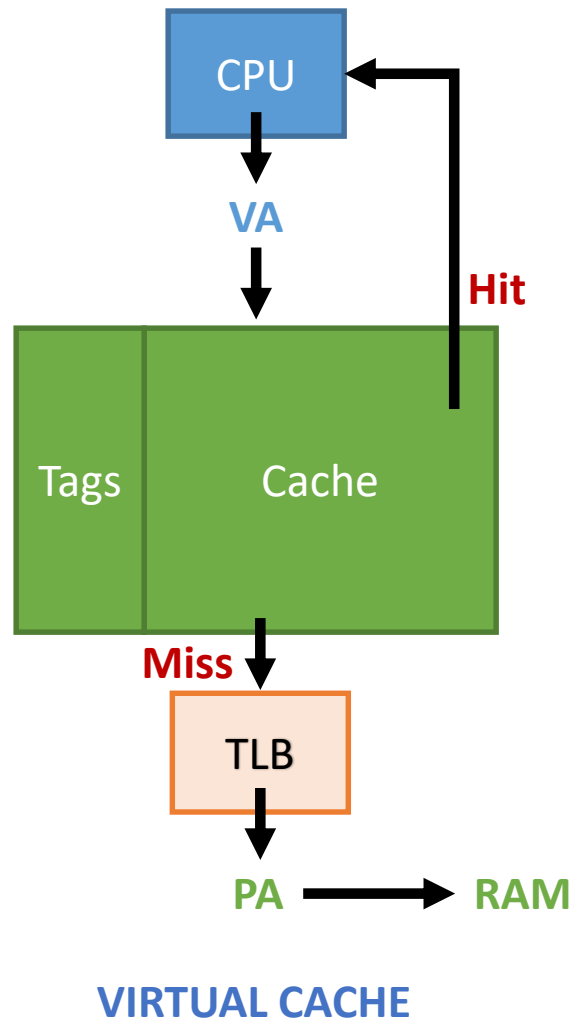 CPU
VA
Hit
Tags
Cache
Miss
TLB
PA
RAM
VIRTUAL CACHE